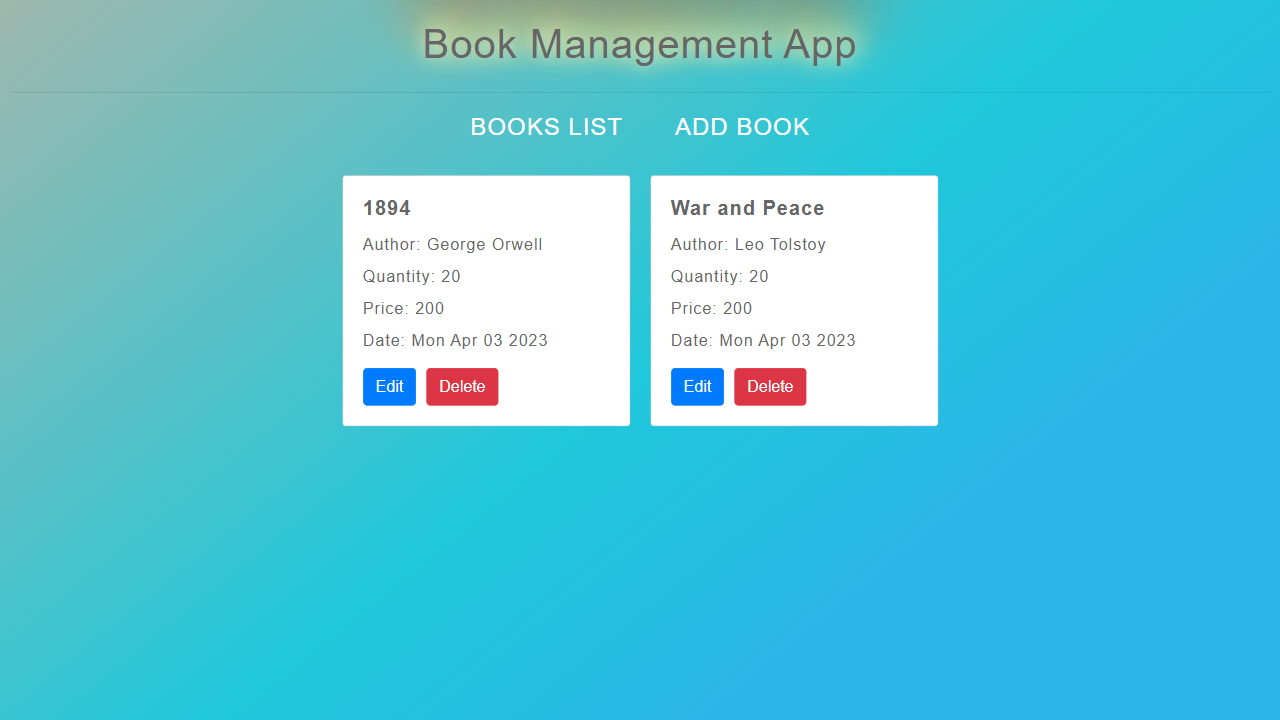 Book Management App
BOOKS LIST ADD BOOK
1894
Author: George Orwell
Quantity: 20
Price: 200
Date: Mon Apr 03 2023
Edit Delete
War and Peace
Author: Leo Tolstoy
Quantity: 20
Price: 200
Date: Mon Apr 03 2023
Edit Delete